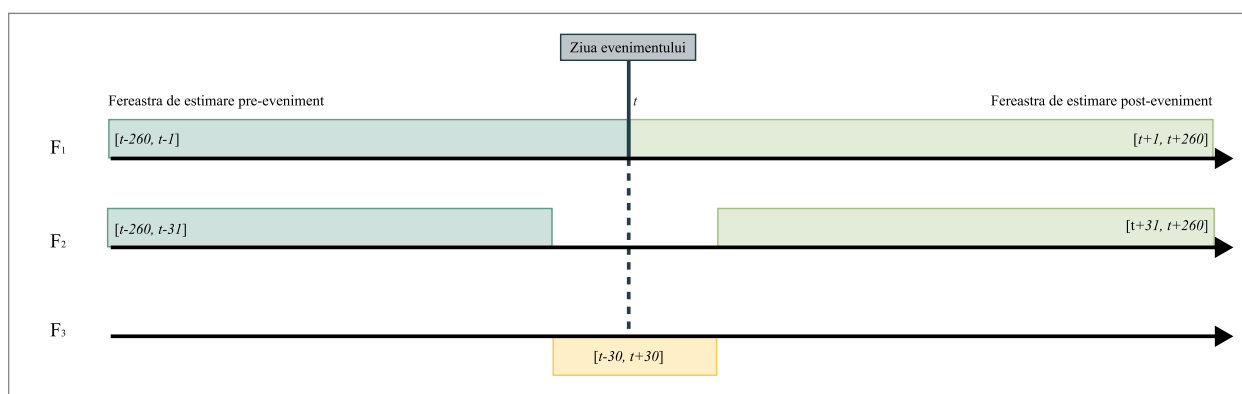 Ziua evenimentului
Fereastra de estimare pre-eveniment
t
Fereastra de estimare post-eveniment
F1
[t-260, t-1]
[t+1, t+260]
F2
[t-260, t-31]
[t+31, t+260]
F3
[t-30, t+30]